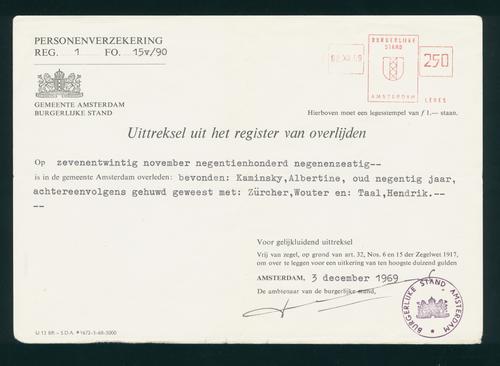 PERSONENVERZEKERING
REG. 1 FO. 15v/90
GEMEENTE AMSTERDAM
BURGERLIJKE STAND
BURGERLIJKE
STAND
250
AMSTERDAM
LEGES
Hierboven moet een legesstempel van f 1.— staan.
Uittreksel uit het register van overlijden
Op zevenentwintig november negentienhonderd negenenzestig--
is in de gemeente Amsterdam overleden: bevonden: Kaminsky,Albertine, oud negentig jaar,
achtereenvolgens gehuwd geweest met: Zürcher,Wouter en: Taal,Hendrik.--
--
Voor gelijkluidend uittreksel
Vrij van zegel, op grond van art. 32, Nos. 6 en 15 der Zegelwet 1917,
om over te leggen voor een uitkering van ten hoogste duizend gulden
AMSTERDAM, 3 december 1969
De ambtenaar van de burgerlijke stand,
BURGERLIJKE STAND AMSTERDAM